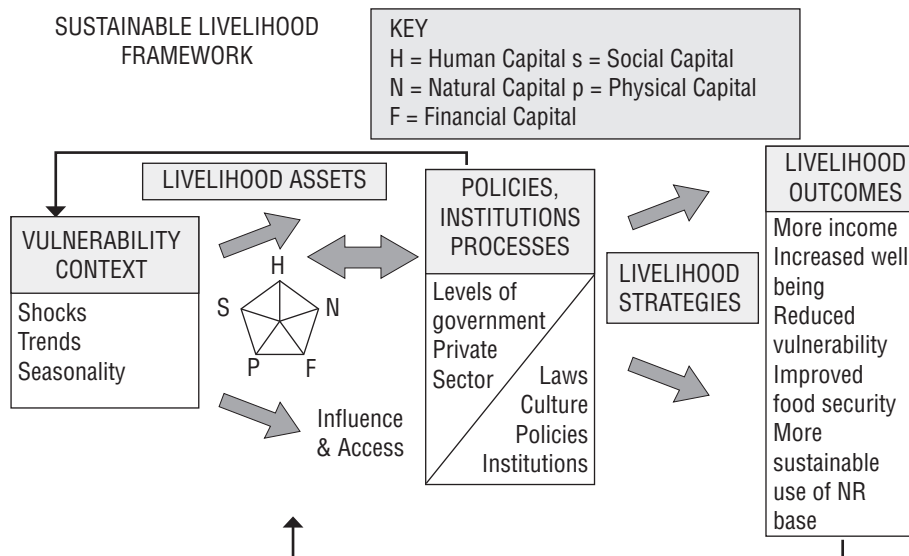 SUSTAINABLE LIVELIHOOD
FRAMEWORK
KEY
H = Human Capital s = Social Capital
N = Natural Capital p = Physical Capital
F = Financial Capital
LIVELIHOOD ASSETS
VULNERABILITY
CONTEXT
Shocks
Trends
Seasonality
H
S
N
P
F
Influence
& Access
POLICIES,
INSTITUTIONS
PROCESSES
Levels of
government
Private
Sector
Laws
Culture
Policies
Institutions
LIVELIHOOD
STRATEGIES
LIVELIHOOD
OUTCOMES
More income
Increased well
being
Reduced
vulnerability
Improved
food security
More
sustainable
use of NR
base